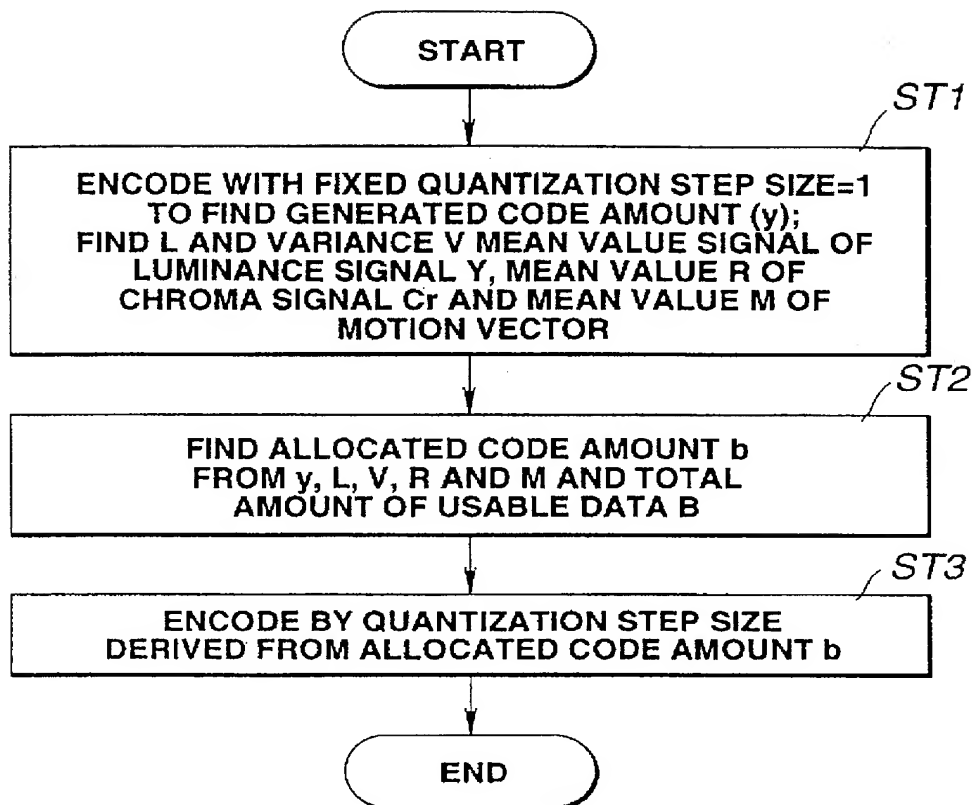 START
ST1
ENCODE WITH FIXED QUANTIZATION STEP SIZE=1
TO FIND GENERATED CODE AMOUNT (y);
FIND L AND VARIANCE V MEAN VALUE SIGNAL OF
LUMINANCE SIGNAL Y, MEAN VALUE R OF
CHROMA SIGNAL Cr AND MEAN VALUE M OF
MOTION VECTOR
ST2
FIND ALLOCATED CODE AMOUNT b
FROM y, L, V, R AND M AND TOTAL
AMOUNT OF USABLE DATA B
ST3
ENCODE BY QUANTIZATION STEP SIZE
DERIVED FROM ALLOCATED CODE AMOUNT b
END